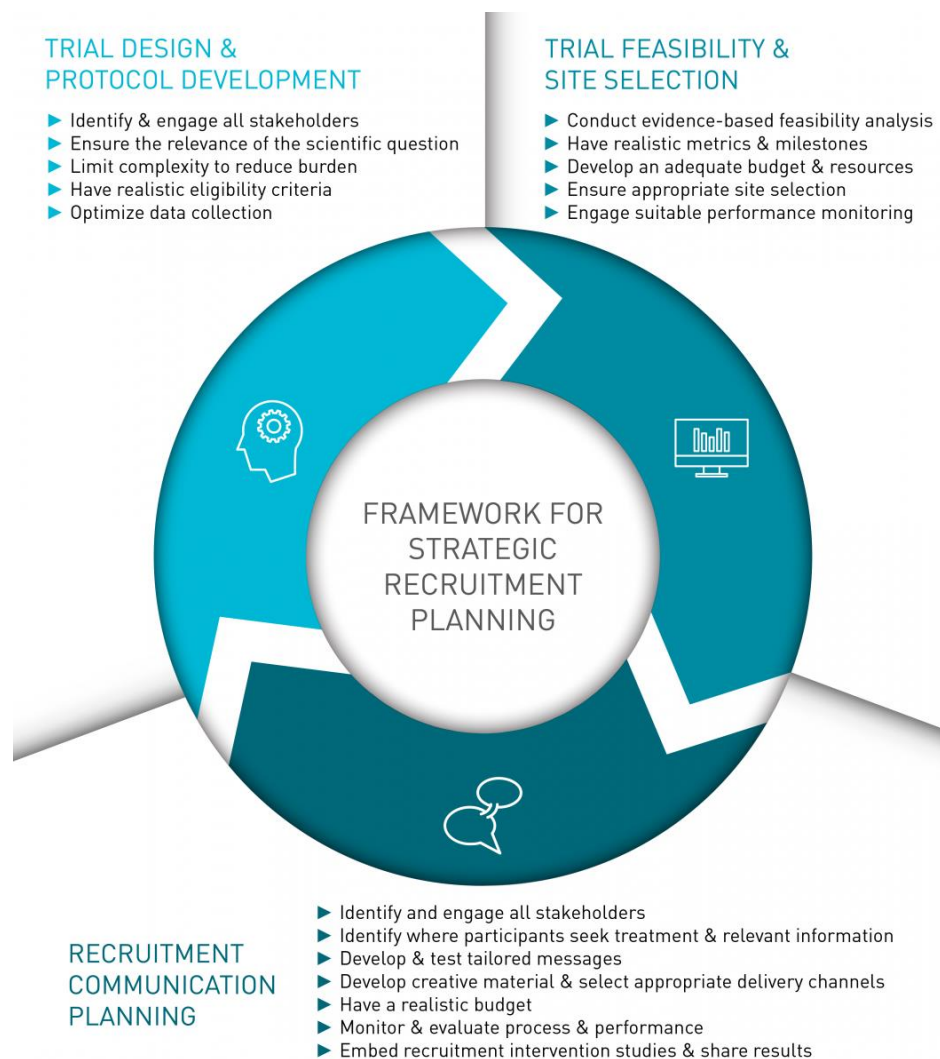 TRIAL DESIGN &
PROTOCOL DEVELOPMENT
► Identify & engage all stakeholders
► Ensure the relevance of the scientific question
► Limit complexity to reduce burden
► Have realistic eligibility criteria
► Optimize data collection
TRIAL FEASIBILITY &
SITE SELECTION
► Conduct evidence-based feasibility analysis
► Have realistic metrics & milestones
► Develop an adequate budget & resources
► Ensure appropriate site selection
► Engage suitable performance monitoring
FRAMEWORK FOR
STRATEGIC
RECRUITMENT
PLANNING
RECRUITMENT
COMMUNICATION
PLANNING
► Identify and engage all stakeholders
► Identify where participants seek treatment & relevant information
► Develop & test tailored messages
► Develop creative material & select appropriate delivery channels
► Have a realistic budget
► Monitor & evaluate process & performance
► Embed recruitment intervention studies & share results